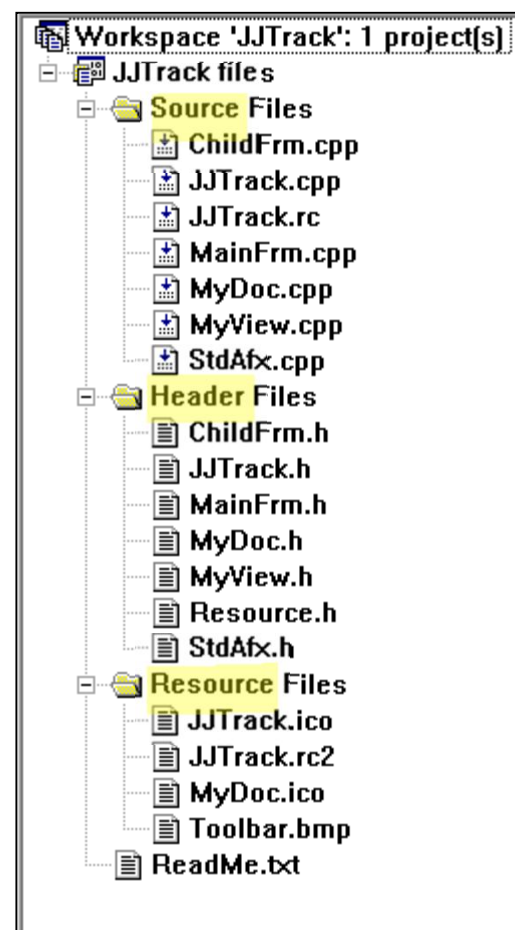 Workspace 'JJTrack': 1 project(s)
JJTrack files
Source Files
ChildFrm.cpp
JJTrack.cpp
JJTrack.rc
MainFrm.cpp
MyDoc.cpp
MyView.cpp
StdAfx.cpp
Header Files
ChildFrm.h
JJTrack.h
MainFrm.h
MyDoc.h
MyView.h
Resource.h
StdAfx.h
Resource Files
JJTrack.ico
JJTrack.rc2
MyDoc.ico
Toolbar.bmp
ReadMe.txt